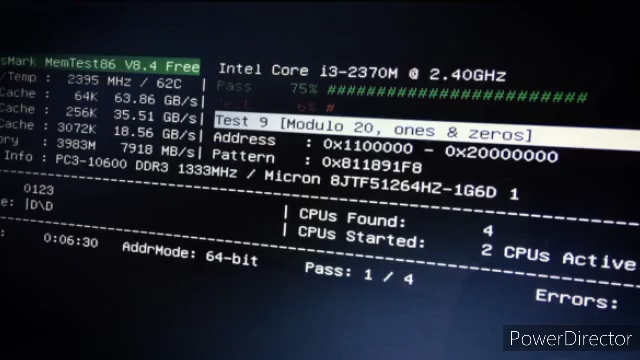 sMark MemTest86 V8.4 Free
Intel Core i3-2370M @ 2.40GHz
/Temp : 2395 MHz / 62C
Pass 75% ############################
Cache : 64K 63.86 GB/s
6% #
Cache : 256K 35.51 GB/s
Test 9 [Modulo 20, ones & zeros]
Cache : 3072K 18.56 GB/s
Address : 0x1100000 - 0x20000000
ory : 3983M 7918 MB/s
Pattern : 0x811891F8
Info : PC3-10600 DDR3 1333MHz / Micron 8JTF51264HZ-1G6D 1
0123
CPUs Found: 4
e: |D\D
CPUs Started: 2 CPUs Active
: 0:06:30 AddrMode: 64-bit Pass: 1 / 4 Errors:
PowerDirector